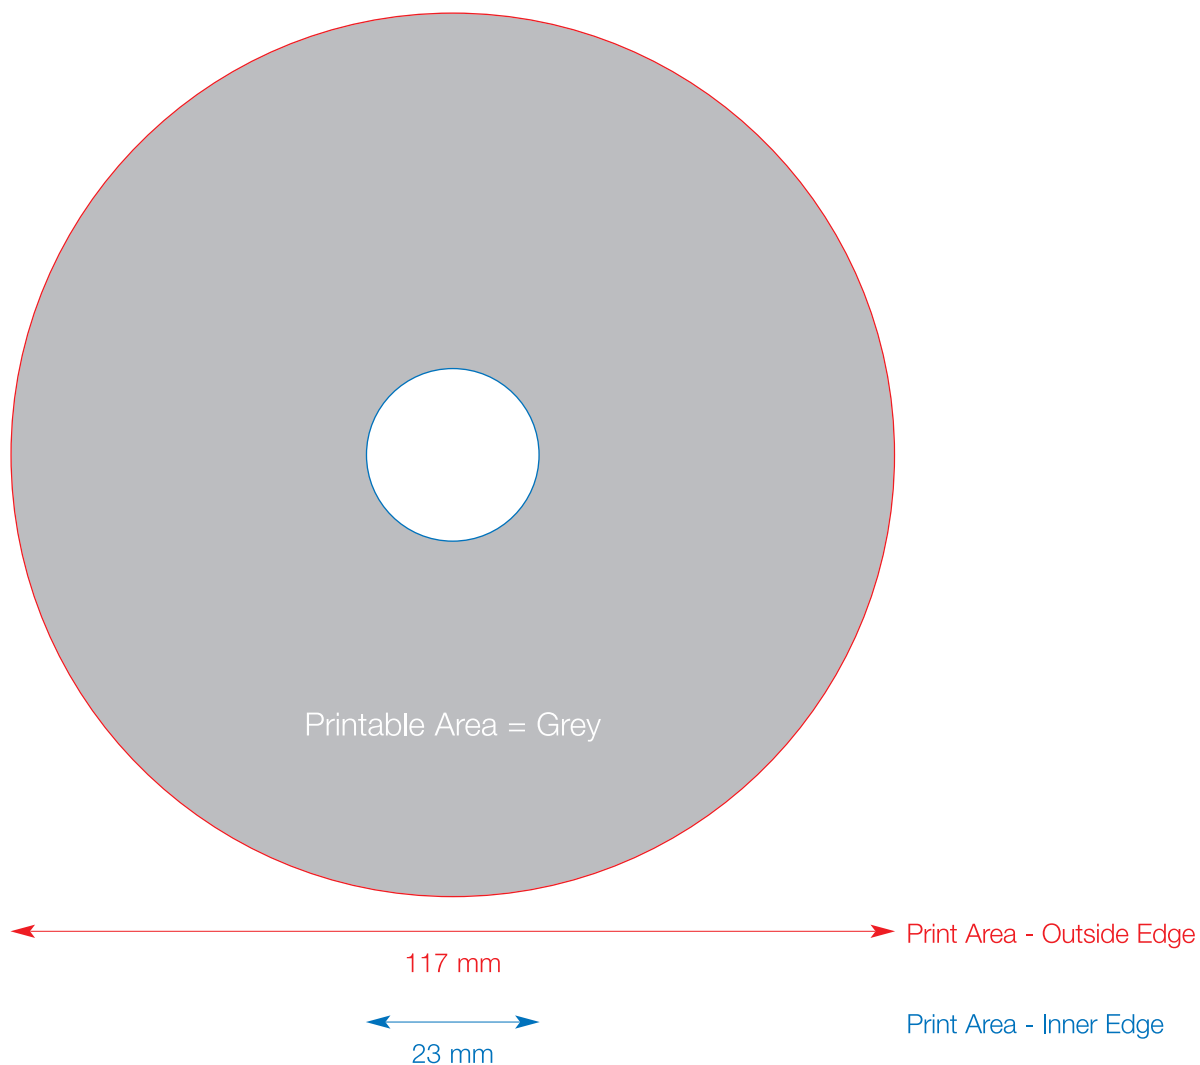 Printable Area = Grey
Print Area - Outside Edge
117 mm
Print Area - Inner Edge
23 mm